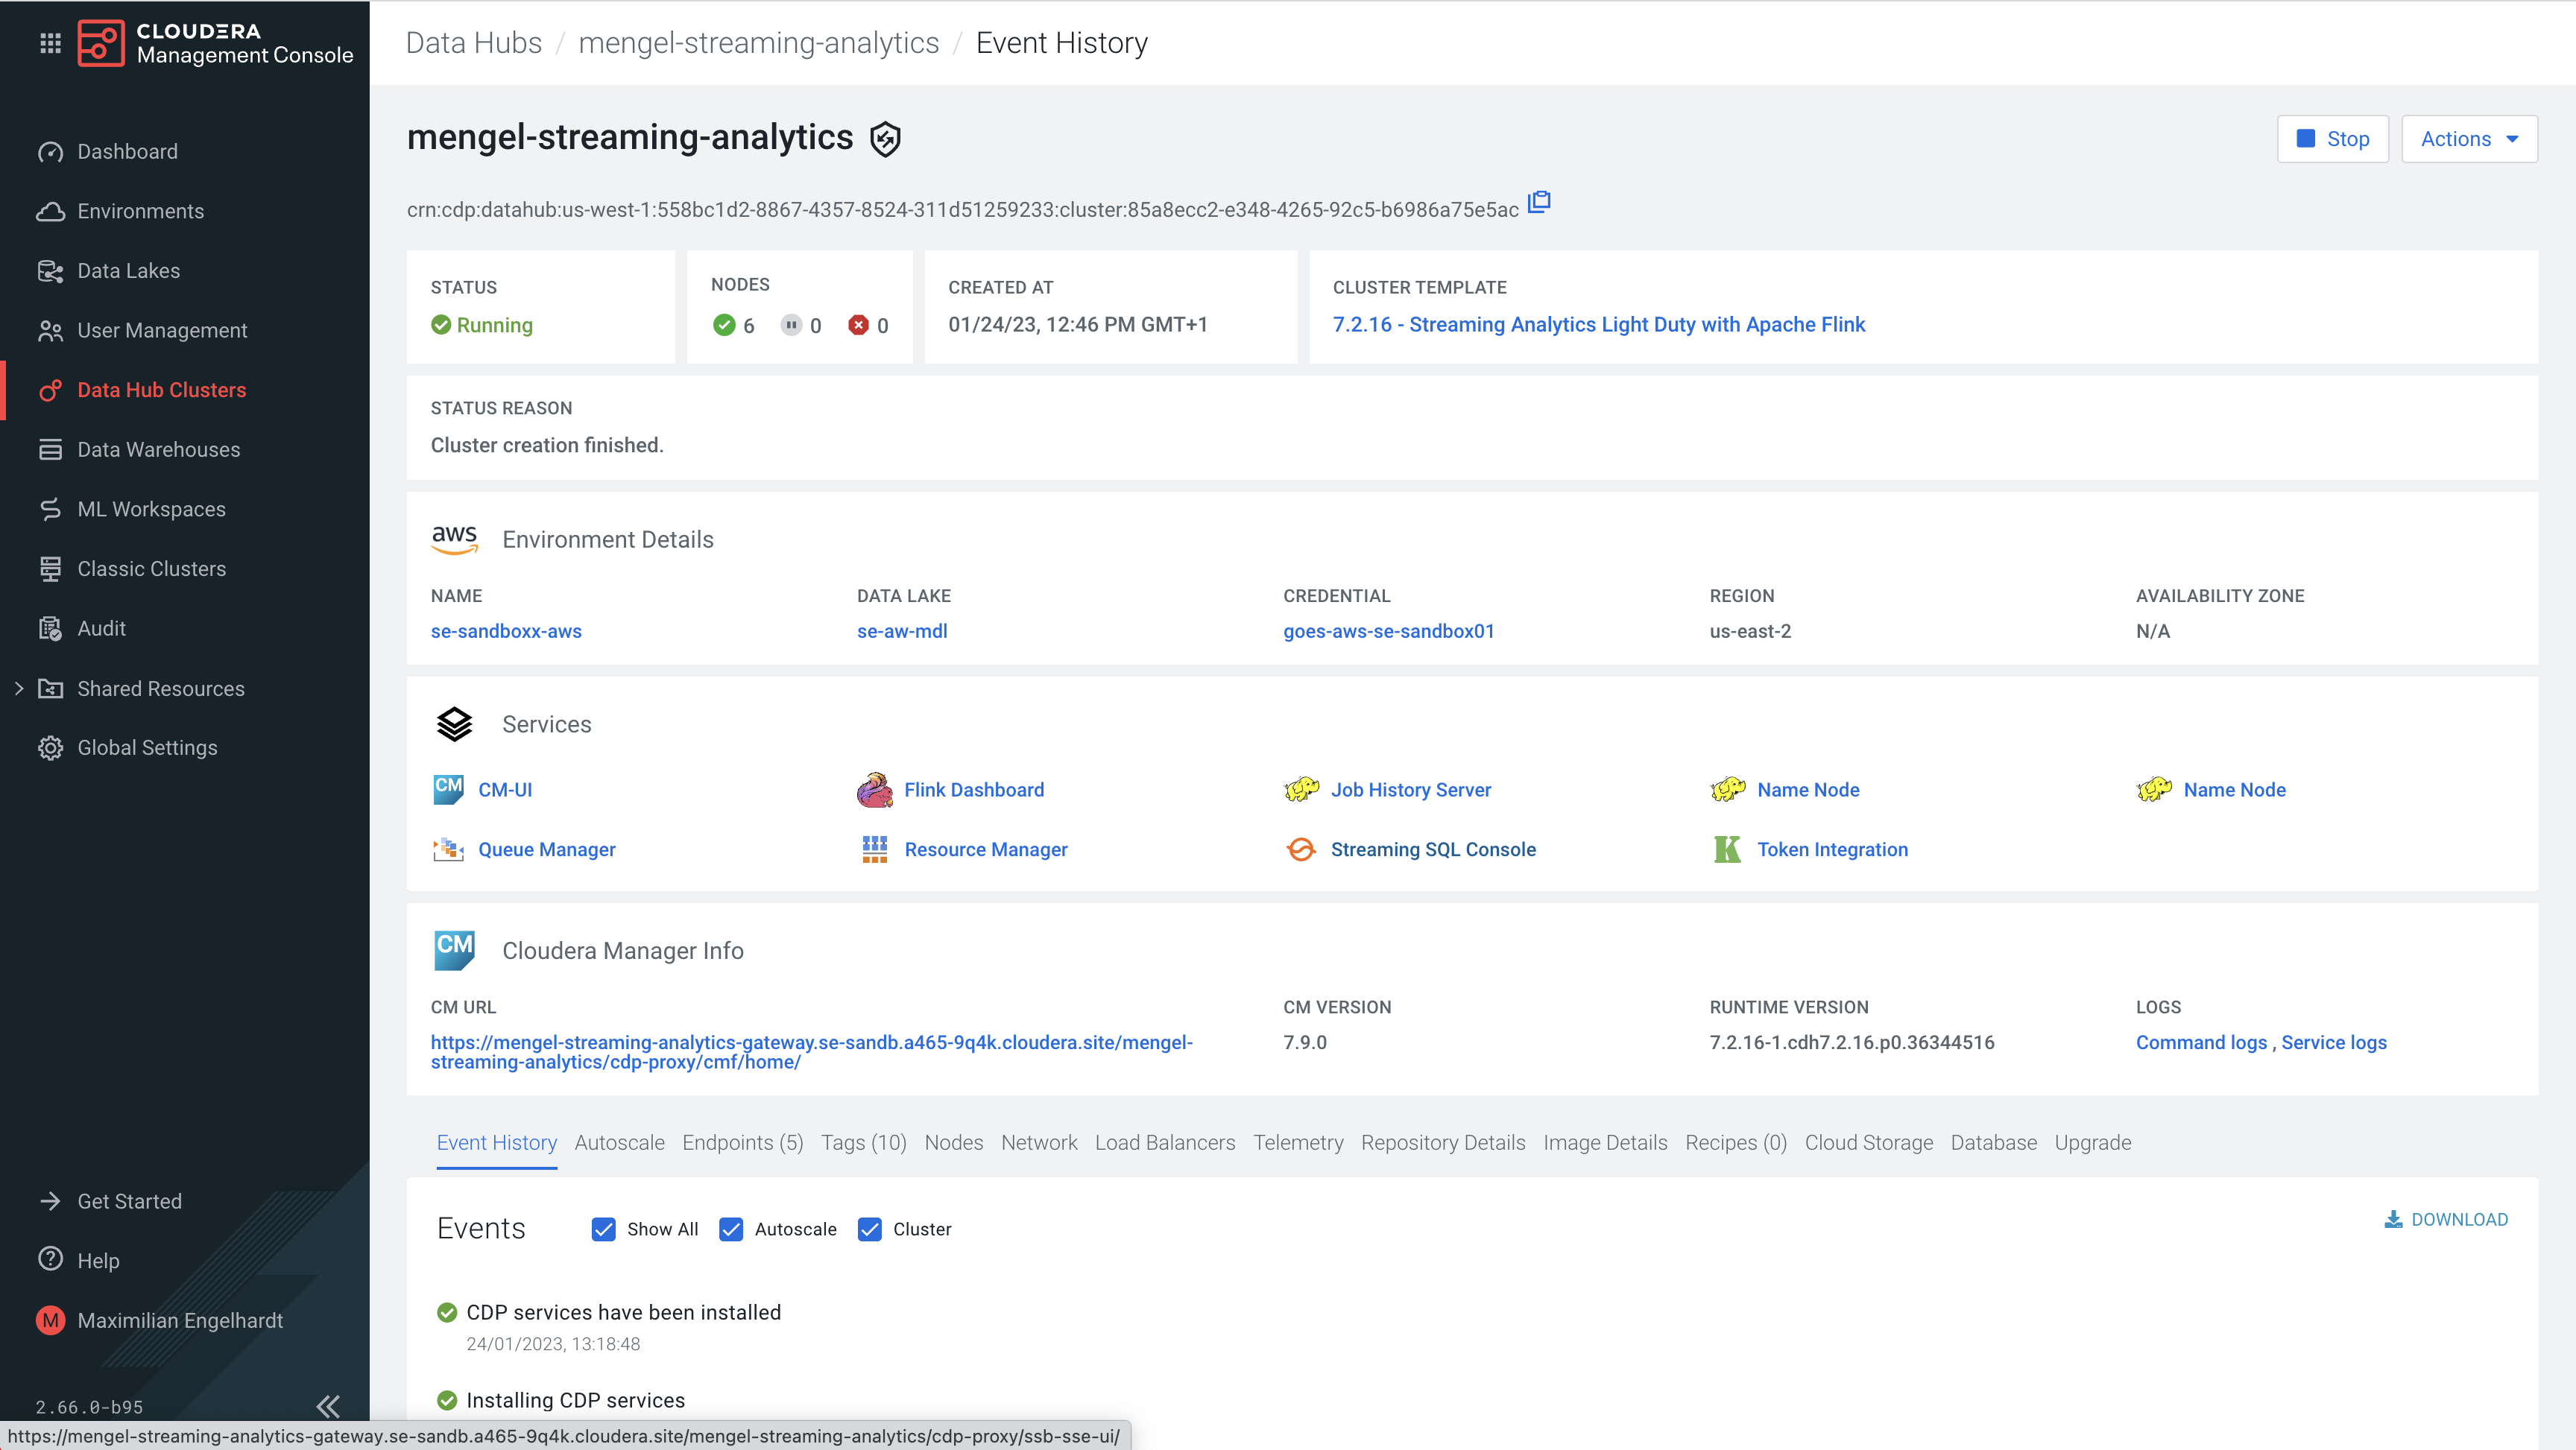 CLOUDERA
Management Console
Data Hubs / mengel-streaming-analytics / Event History
Dashboard
Environments
Data Lakes
User Management
Data Hub Clusters
Data Warehouses
ML Workspaces
Classic Clusters
Audit
Shared Resources
Global Settings
Get Started
Help
M Maximilian Engelhardt
2.66.0-b95
mengel-streaming-analytics
Stop
Actions
crn:cdp:datahub:us-west-1:558bc1d2-8867-4357-8524-311d51259233:cluster:85a8ecc2-e348-4265-92c5-b6986a75e5ac
STATUS
Running
NODES
6 0 0
CREATED AT
01/24/23, 12:46 PM GMT+1
CLUSTER TEMPLATE
7.2.16 - Streaming Analytics Light Duty with Apache Flink
STATUS REASON
Cluster creation finished.
aws Environment Details
NAME DATA LAKE CREDENTIAL REGION AVAILABILITY ZONE
se-sandboxx-aws se-aw-mdl goes-aws-se-sandbox01 us-east-2 N/A
Services
CM CM-UI Flink Dashboard Job History Server Name Node Name Node
Queue Manager Resource Manager Streaming SQL Console K Token Integration
CM Cloudera Manager Info
CM URL CM VERSION RUNTIME VERSION LOGS
https://mengel-streaming-analytics-gateway.se-sandb.a465-9q4k.cloudera.site/mengel-
streaming-analytics/cdp-proxy/cmf/home/
7.9.0 7.2.16-1.cdh7.2.16.p0.36344516 Command logs , Service logs
Event History Autoscale Endpoints (5) Tags (10) Nodes Network Load Balancers Telemetry Repository Details Image Details Recipes (0) Cloud Storage Database Upgrade
Events Show All Autoscale Cluster DOWNLOAD
CDP services have been installed
24/01/2023, 13:18:48
Installing CDP services
https://mengel-streaming-analytics-gateway.se-sandb.a465-9q4k.cloudera.site/mengel-streaming-analytics/cdp-proxy/ssb-sse-ui/